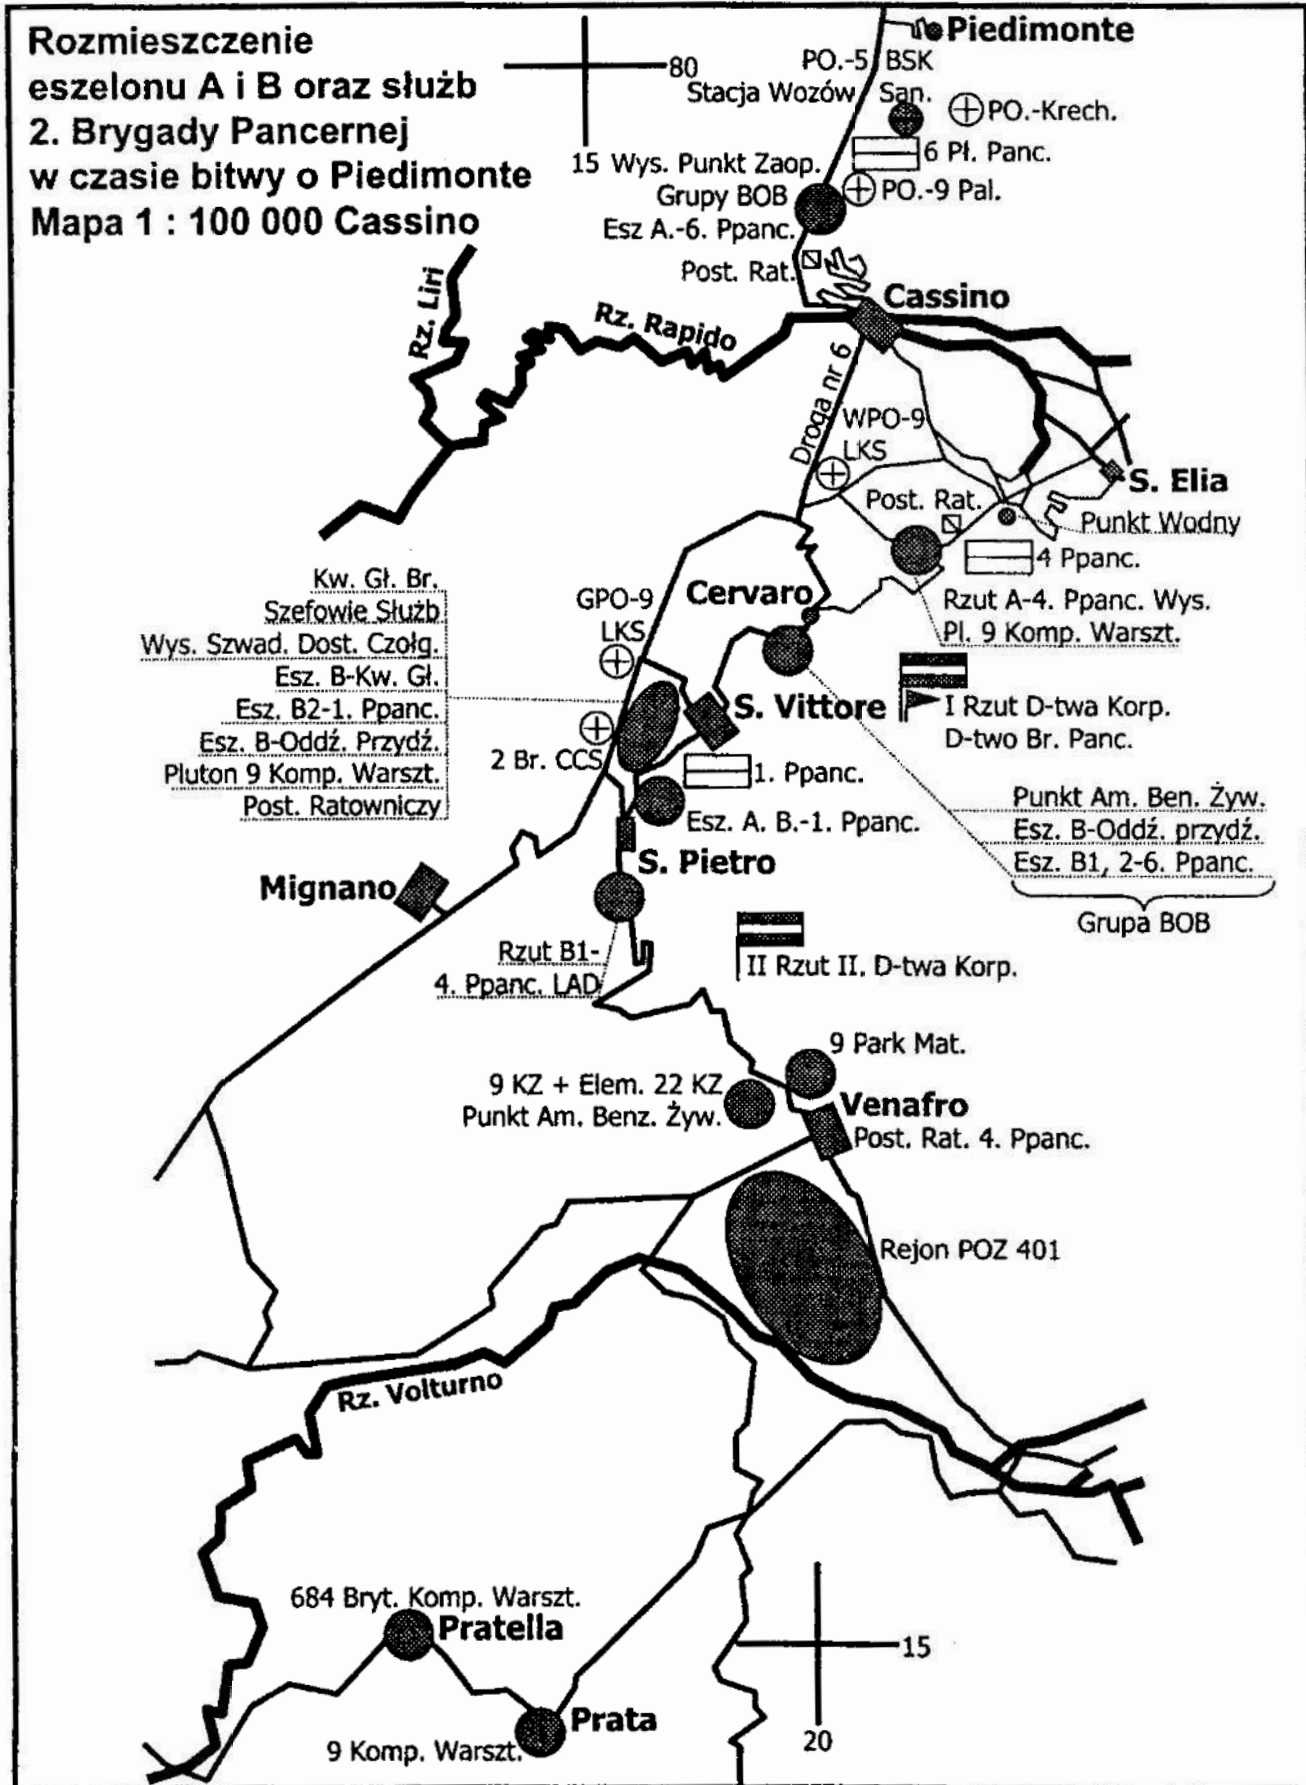 Rozmieszczenie
eszelonu A i B oraz służb
2. Brygady Pancernej
w czasie bitwy o Piedimonte
Mapa 1 : 100 000 Cassino
80
15
Piedimonte
PO.-5 BSK
Stacja Wozów San.
PO.-Krech.
6 Pł. Panc.
Wys. Punkt Zaop.
Grupy BOB
PO.-9 Pal.
Esz A.-6. Ppanc.
Post. Rat.
Cassino
Rz. Liri
Rz. Rapido
Droga nr 6
WPO-9
LKS
S. Elia
Post. Rat.
Punkt Wodny
4 Ppanc.
Rzut A-4. Ppanc. Wys.
Pl. 9 Komp. Warszt.
Kw. Gł. Br.
Szefowie Służb
Wys. Szwad. Dost. Czołg.
Esz. B-Kw. Gł.
Esz. B2-1. Ppanc.
Esz. B-Oddź. Przydź.
Pluton 9 Komp. Warszt.
Post. Ratowniczy
GPO-9
LKS
Cervaro
S. Vittore
I Rzut D-twa Korp.
D-two Br. Panc.
2 Br. CCS
1. Ppanc.
Esz. A. B.-1. Ppanc.
Punkt Am. Ben. Żyw.
Esz. B-Oddź. przydź.
Esz. B1, 2-6. Ppanc.
Grupa BOB
S. Pietro
Mignano
Rzut B1-
4. Ppanc. LAD
II Rzut II. D-twa Korp.
9 Park Mat.
9 KZ + Elem. 22 KZ
Punkt Am. Benz. Żyw.
Venafro
Post. Rat. 4. Ppanc.
Rejon POZ 401
Rz. Volturno
684 Bryt. Komp. Warszt.
Pratella
15
20
Prata
9 Komp. Warszt.